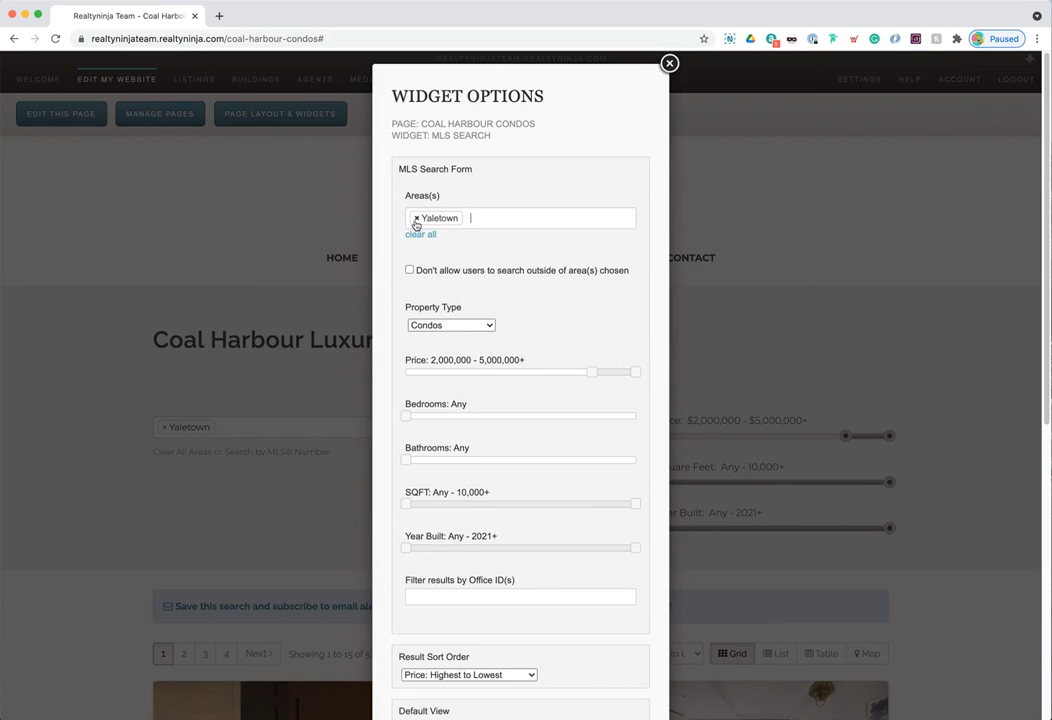 Realtyninja Team - Coal Harbo
realtyninjateam.realtyninja.com/coal-harbour-condos#
Paused
REALTYNINJATEAM.REALTYNINJA.COM
WELCOME EDIT MY WEBSITE LISTINGS BUILDINGS AGENTS SETTINGS HELP ACCOUNT LOGOUT
EDIT THIS PAGE MANAGE PAGES PAGE LAYOUT & WIDGETS
WIDGET OPTIONS
PAGE: COAL HARBOUR CONDOS
WIDGET: MLS SEARCH
MLS Search Form
Areas(s)
× Yaletown
clear all
HOME
CONTACT
Don't allow users to search outside of area(s) chosen
Property Type
Condos
Coal Harbour Luxur
Price: 2,000,000 - 5,000,000+
Bedrooms: Any
× Yaletown
ce: $2,000,000 - $5,000,000+
Clear All Areas or Search by MLS® Number
Bathrooms: Any
uare Feet: Any - 10,000+
SQFT: Any - 10,000+
ar Built: Any - 2021+
Year Built: Any - 2021+
Filter results by Office ID(s)
Save this search and subscribe to email ale
1 2 3 4 Next > Showing 1 to 15 of 5
to L Grid List Table Map
Result Sort Order
Price: Highest to Lowest
Default View